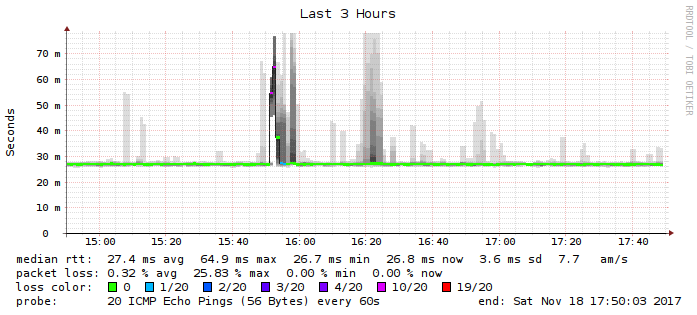 Last 3 Hours
RRDTOOL / TOBI OETIKER
Seconds
70 m
60 m
50 m
40 m
30 m
20 m
10 m
0
15:00 15:20 15:40 16:00 16:20 16:40 17:00 17:20 17:40
median rtt: 27.4 ms avg 64.9 ms max 26.7 ms min 26.8 ms now 3.6 ms sd 7.7 am/s
packet loss: 0.32 % avg 25.83 % max 0.00 % min 0.00 % now
loss color: 0 1/20 2/20 3/20 4/20 10/20 19/20
probe: 20 ICMP Echo Pings (56 Bytes) every 60s end: Sat Nov 18 17:50:03 2017